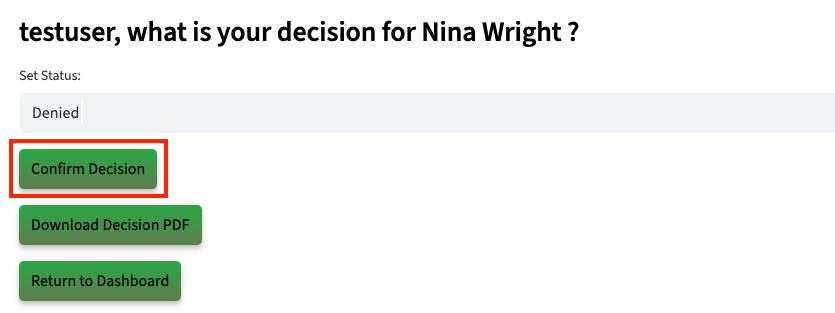 testuser, what is your decision for Nina Wright ?
Set Status:
Denied
Confirm Decision
Download Decision PDF
Return to Dashboard